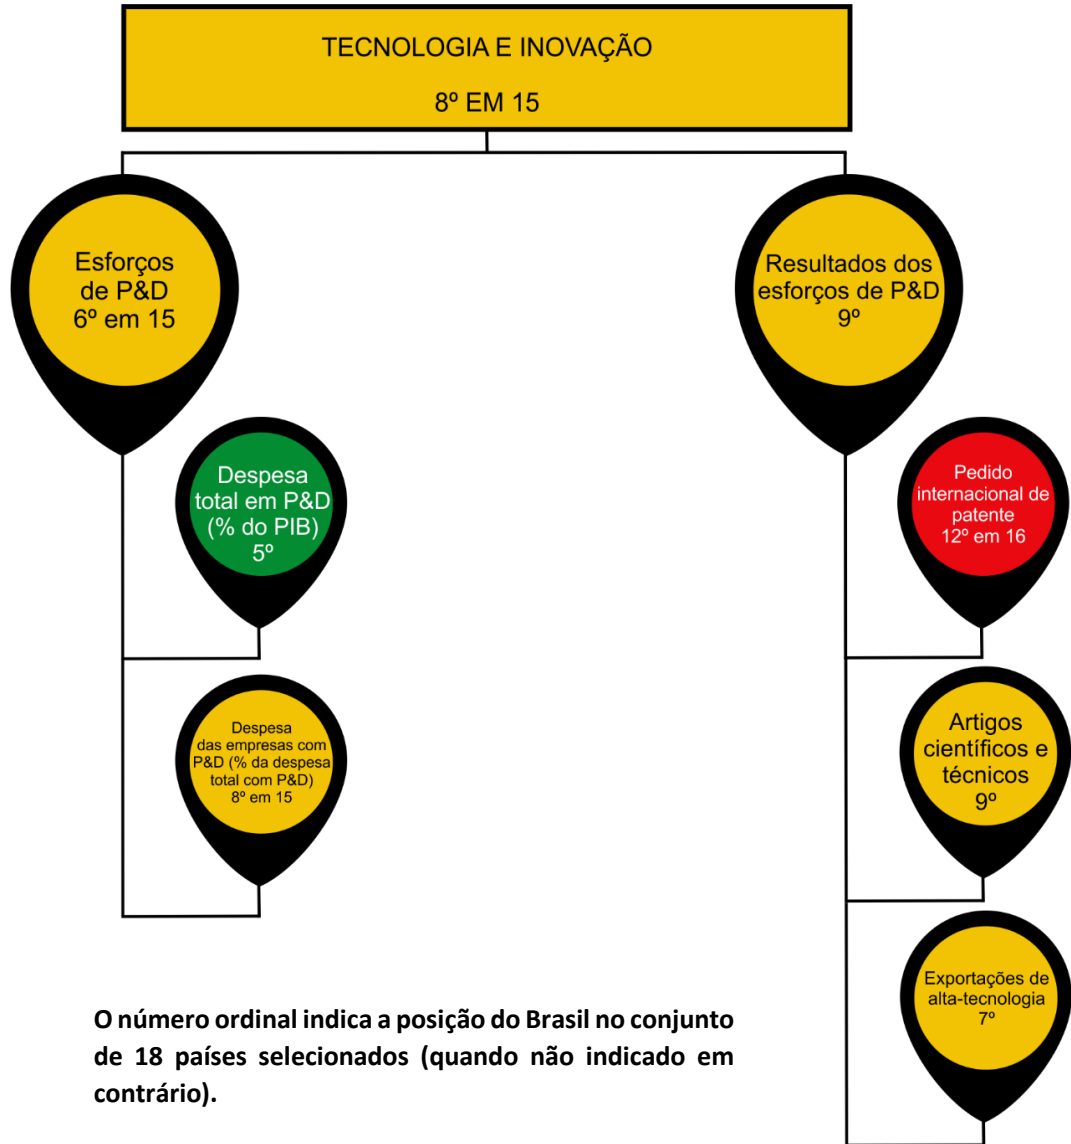 TECNOLOGIA E INOVAÇÃO
8º EM 15
Esforços
de P&D
6º em 15
Resultados dos
esforços de P&D
9º
Despesa
total em P&D
(% do PIB)
5º
Pedido
internacional de
patente
12º em 16
Despesa
das empresas com
P&D (% da despesa
total com P&D)
8º em 15
Artigos
científicos e
técnicos
9º
Exportações de
alta-tecnologia
7º
O número ordinal indica a posição do Brasil no conjunto
de 18 países selecionados (quando não indicado em
contrário).